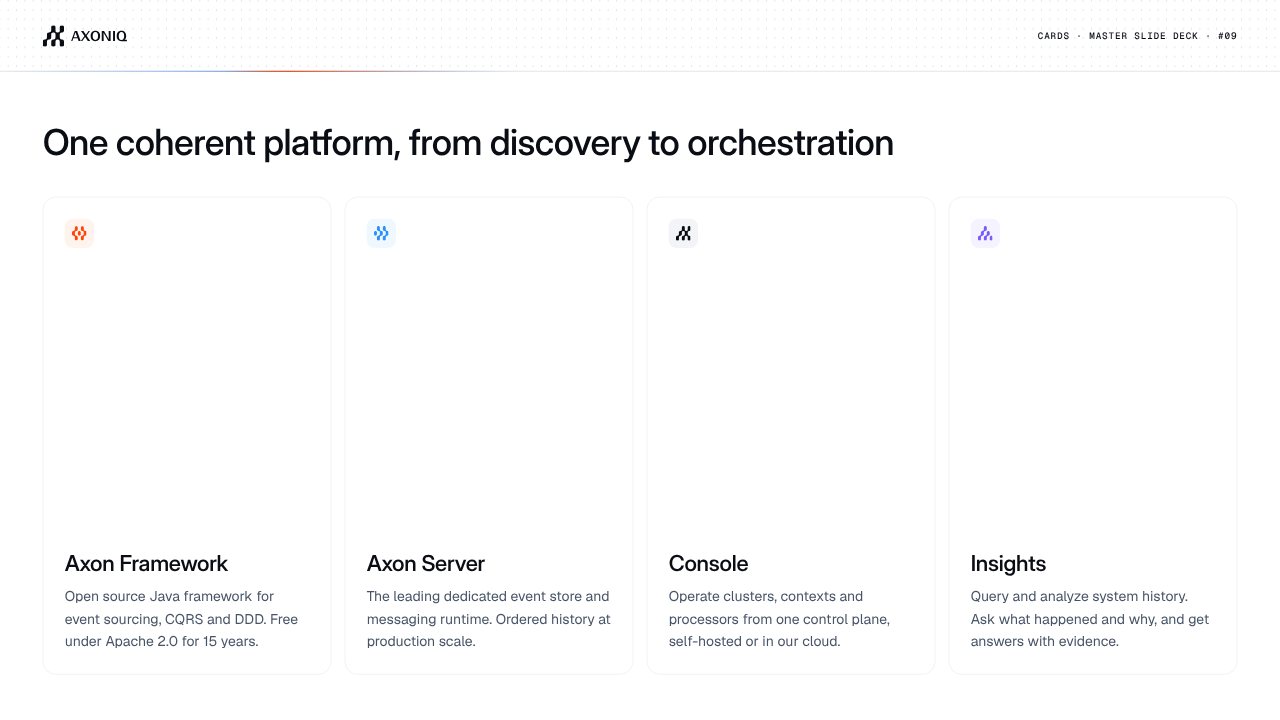 AXONIQ
CARDS · MASTER SLIDE DECK · #09
One coherent platform, from discovery to orchestration
Axon Framework
Open source Java framework for
event sourcing, CQRS and DDD. Free
under Apache 2.0 for 15 years.
Axon Server
The leading dedicated event store and
messaging runtime. Ordered history at
production scale.
Console
Operate clusters, contexts and
processors from one control plane,
self-hosted or in our cloud.
Insights
Query and analyze system history.
Ask what happened and why, and get
answers with evidence.